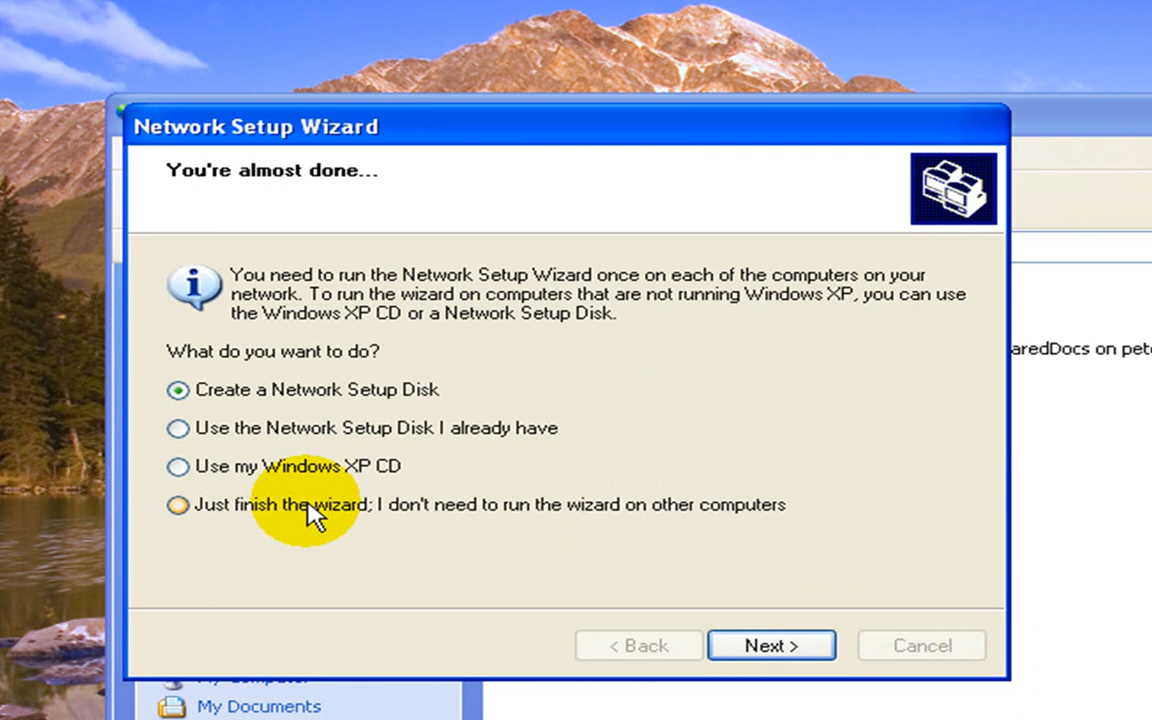 Network Setup Wizard
You're almost done...
You need to run the Network Setup Wizard once on each of the computers on your
network. To run the wizard on computers that are not running Windows XP, you can use
the Windows XP CD or a Network Setup Disk.
What do you want to do?
aredDocs on pet
Create a Network Setup Disk
Use the Network Setup Disk I already have
Use my Windows XP CD
Just finish the wizard; I don't need to run the wizard on other computers
< Back
Next >
Cancel
My Computer
My Documents